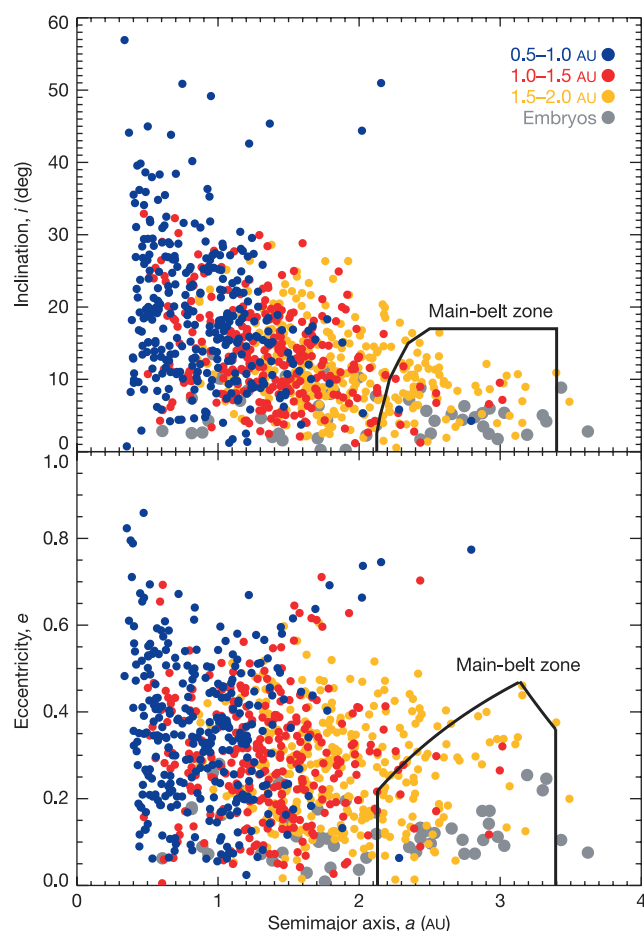 60
50
40
30
20
10
0
Inclination, i (deg)
0.5–1.0 AU
1.0–1.5 AU
1.5–2.0 AU
Embryos
Main-belt zone
1.0
0.8
0.6
0.4
0.2
0.0
Eccentricity, e
Main-belt zone
0 1 2 3 4
Semimajor axis, a (AU)